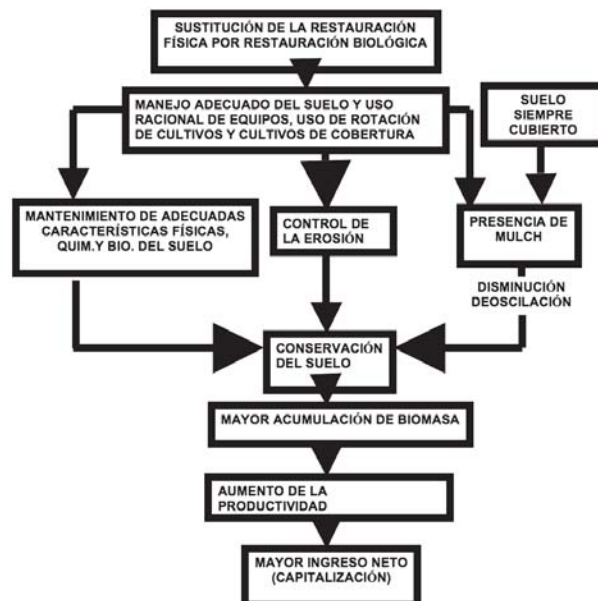 SUSTITUCIÓN DE LA RESTAURACIÓN
FÍSICA POR RESTAURACIÓN BIOLÓGICA
MANEJO ADECUADO DEL SUELO Y USO
RACIONAL DE EQUIPOS, USO DE ROTACIÓN
DE CULTIVOS Y CULTIVOS DE COBERTURA
SUELO
SIEMPRE
CUBIERTO
MANTENIMIENTO DE ADECUADAS
CARACTERÍSTICAS FÍSICAS,
QUIM.Y BIO. DEL SUELO
CONTROL DE
LA EROSIÓN
PRESENCIA DE
MULCH
DISMINUCIÓN
DEOSCILACIÓN
CONSERVACIÓN
DEL SUELO
MAYOR ACUMULACIÓN DE BIOMASA
AUMENTO DE LA
PRODUCTIVIDAD
MAYOR INGRESO NETO
(CAPITALIZACIÓN)